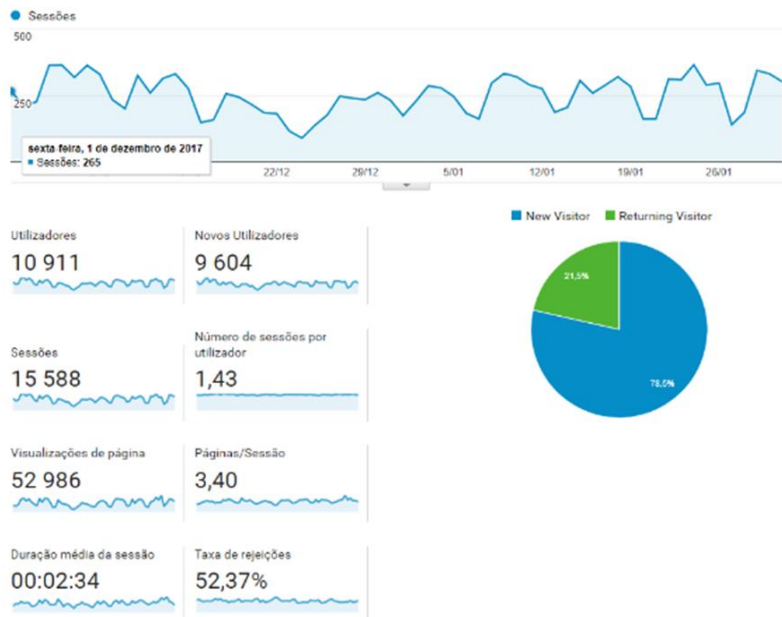 Sessões
500
250
sexta-feira, 1 de dezembro de 2017
Sessões: 265
22/12
29/12
5/01
12/01
19/01
26/01
New Visitor
Returning Visitor
21,5%
78,5%
Utilizadores
10 911
Novos Utilizadores
9 604
Sessões
15 588
Número de sessões por
utilizador
1,43
Visualizações de página
52 986
Páginas/Sessão
3,40
Duração média da sessão
00:02:34
Taxa de rejeições
52,37%